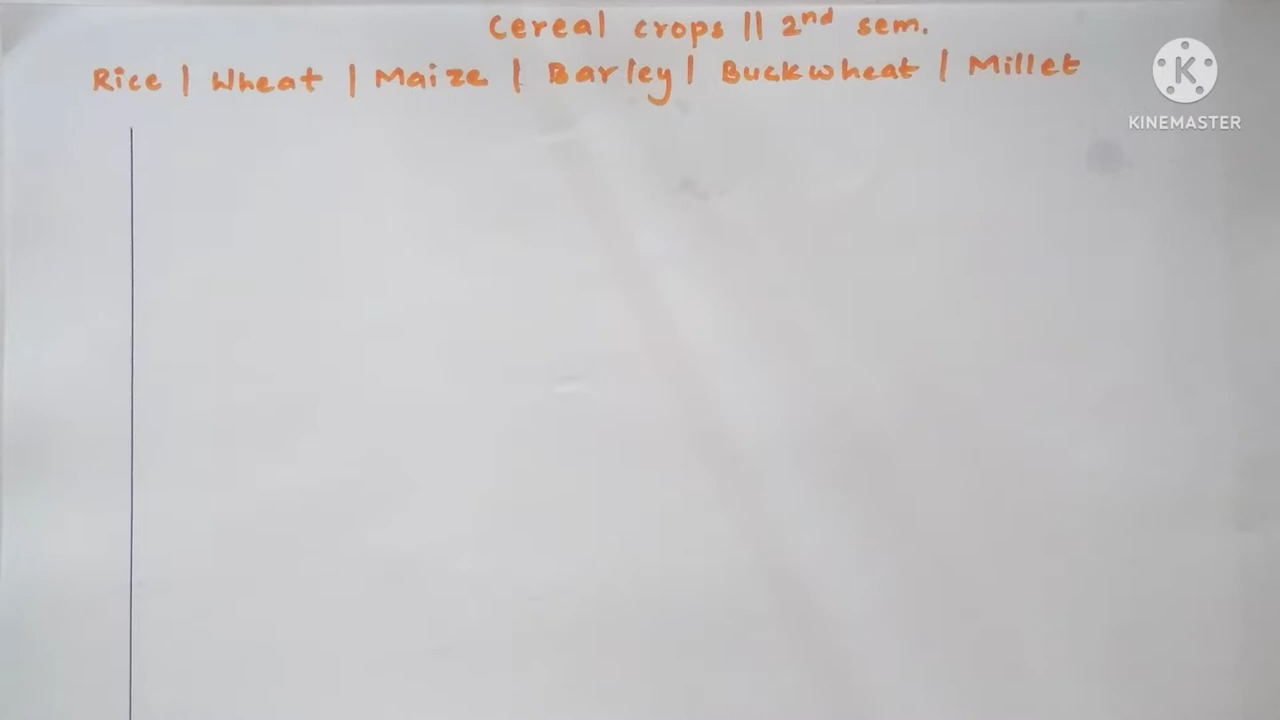 Cereal crops || 2nd sem.
Rice | Wheat | Maize | Barley | Buckwheat | Millet
K
KINEMASTER